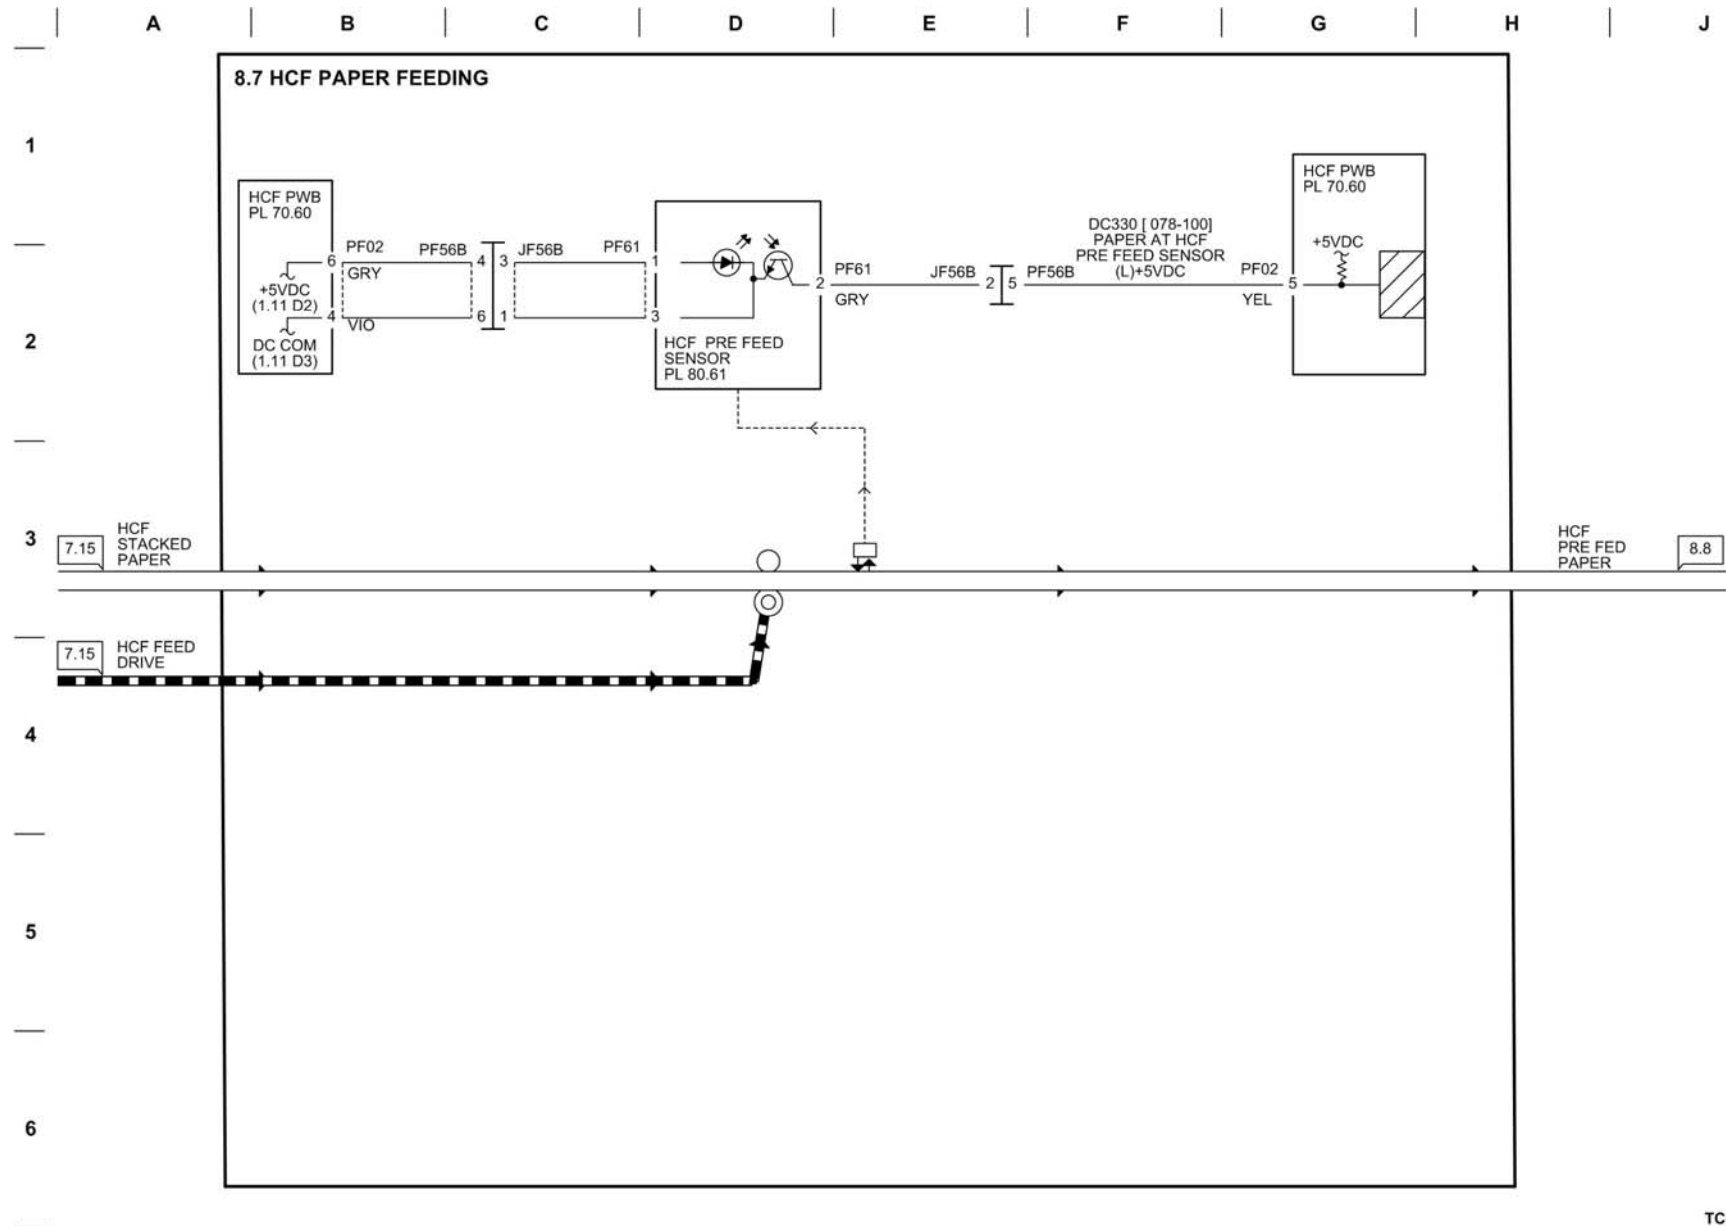 A B C D E F G H J
8.7 HCF PAPER FEEDING
1
HCF PWB
PL 70.60
HCF PWB
PL 70.60
DC330 [ 078-100]
PAPER AT HCF
PRE FEED SENSOR
(L)+5VDC
+5VDC
PF02 PF56B JF56B PF61
6 4 3 1
GRY
+5VDC
(1.11 D2)
4 6 1 3
VIO
DC COM
(1.11 D3)
PF61 JF56B PF56B PF02
2 2 5 5
GRY YEL
2
HCF PRE FEED
SENSOR
PL 80.61
3
7.15
HCF
STACKED
PAPER
HCF
PRE FED
PAPER
8.8
7.15
HCF FEED
DRIVE
4
5
6
TC